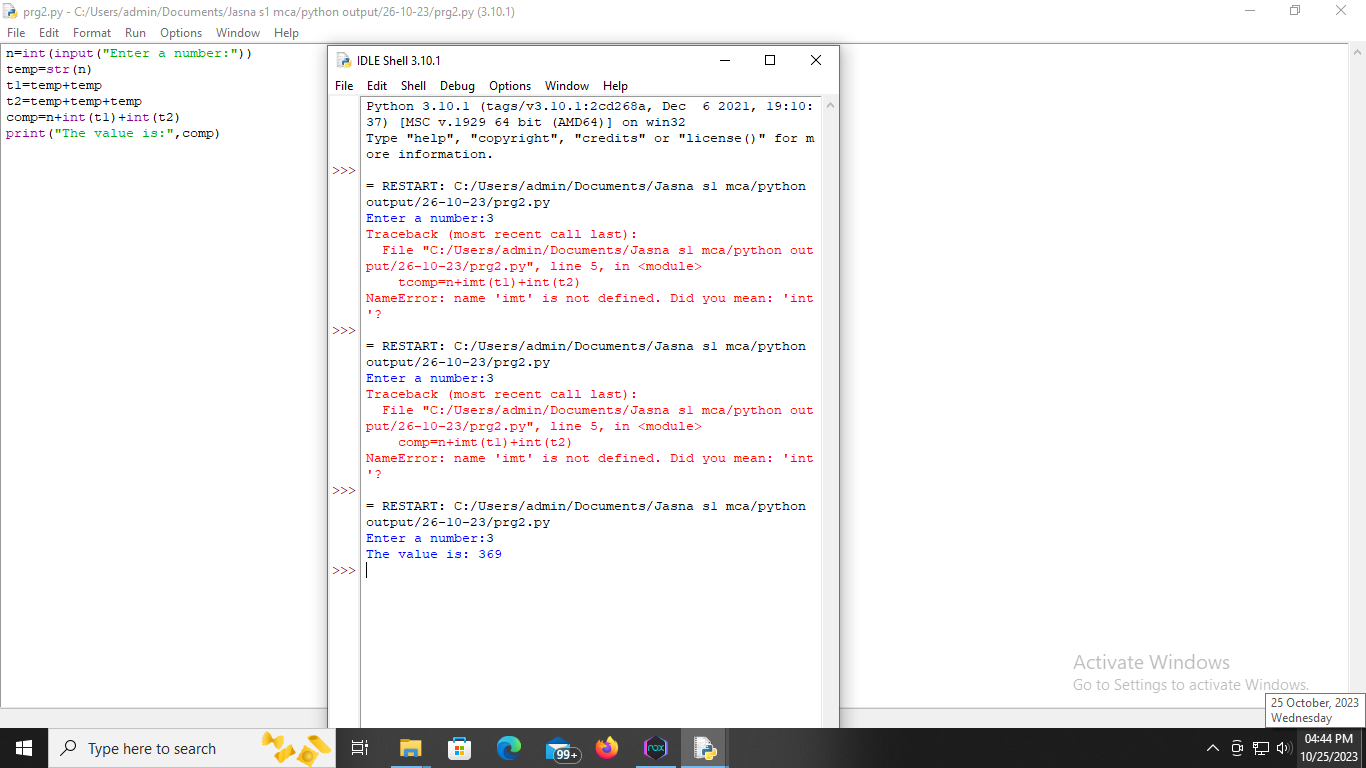 prg2.py - C:/Users/admin/Documents/Jasna s1 mca/python output/26-10-23/prg2.py (3.10.1)
File Edit Format Run Options Window Help
n=int(input("Enter a number:"))
temp=str(n)
t1=temp+temp
t2=temp+temp+temp
comp=n+int(t1)+int(t2)
print("The value is:",comp)
IDLE Shell 3.10.1
File Edit Shell Debug Options Window Help
Python 3.10.1 (tags/v3.10.1:2cd268a, Dec  6 2021, 19:10:
37) [MSC v.1929 64 bit (AMD64)] on win32
Type "help", "copyright", "credits" or "license()" for m
ore information.
>>>
= RESTART: C:/Users/admin/Documents/Jasna s1 mca/python
output/26-10-23/prg2.py
Enter a number:3
Traceback (most recent call last):
  File "C:/Users/admin/Documents/Jasna s1 mca/python out
put/26-10-23/prg2.py", line 5, in <module>
    tcomp=n+imt(t1)+int(t2)
NameError: name 'imt' is not defined. Did you mean: 'int
'?
>>>
= RESTART: C:/Users/admin/Documents/Jasna s1 mca/python
output/26-10-23/prg2.py
Enter a number:3
Traceback (most recent call last):
  File "C:/Users/admin/Documents/Jasna s1 mca/python out
put/26-10-23/prg2.py", line 5, in <module>
    comp=n+imt(t1)+int(t2)
NameError: name 'imt' is not defined. Did you mean: 'int
'?
>>>
= RESTART: C:/Users/admin/Documents/Jasna s1 mca/python
output/26-10-23/prg2.py
Enter a number:3
The value is: 369
>>>
Activate Windows
Go to Settings to activate Windows.
25 October, 2023
Wednesday
Type here to search
99+
nox
04:44 PM
10/25/2023